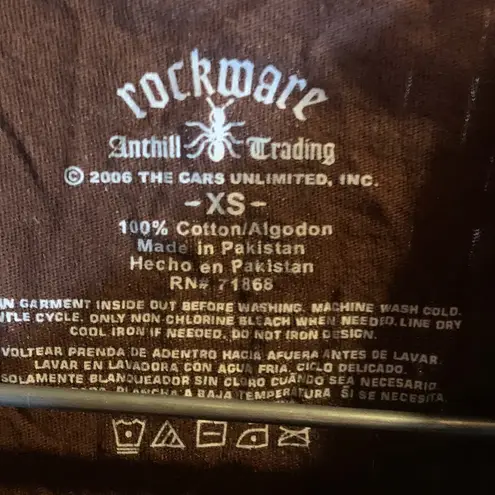 rockware
Anthill Trading
© 2006 THE CARS UNLIMITED, INC.
-XS-
100% Cotton/Algodon
Made in Pakistan
Hecho en Pakistan
RN# 71868
GARMENT INSIDE OUT BEFORE WASHING. MACHINE WASH COLD.
CYCLE. ONLY NON-CHLORINE BLEACH WHEN NEEDED. LINE DRY
COOL IRON IF NEEDED. DO NOT IRON DESIGN.
VOLTEAR PRENDA DE ADENTRO HACIA AFUERA ANTES DE LAVAR.
LAVAR EN LAVADORA CON AGUA FRIA. CICLO DELICADO.
SOLAMENTE BLANQUEADOR SIN CLORO CUANDO SEA NECESARIO
PLANCHA A BAJA TEMPERATURA SI SE NECESITA